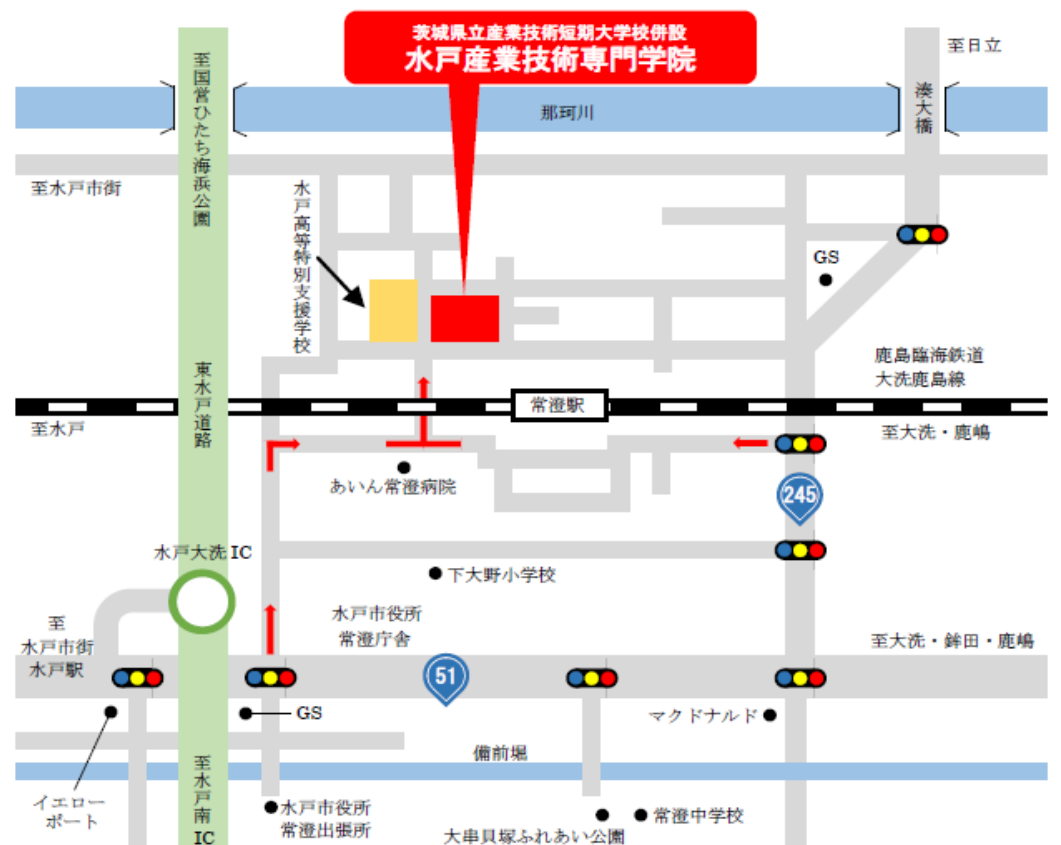 茨城県立産業技術短期大学校併設
水戸産業技術専門学院
至国営ひたち海浜公園
至日立
湊大橋
那珂川
至水戸市街
水戸高等特別支援学校
GS
東水戸道路
鹿島臨海鉄道
大洗鹿島線
常澄駅
至水戸
至大洗・鹿嶋
あいん常澄病院
245
水戸大洗IC
下大野小学校
至
水戸市街
水戸駅
水戸市役所
常澄庁舎
至大洗・鉾田・鹿嶋
51
GS
マクドナルド
備前堀
至水戸南IC
イエロー
ポート
水戸市役所
常澄出張所
常澄中学校
大串貝塚ふれあい公園